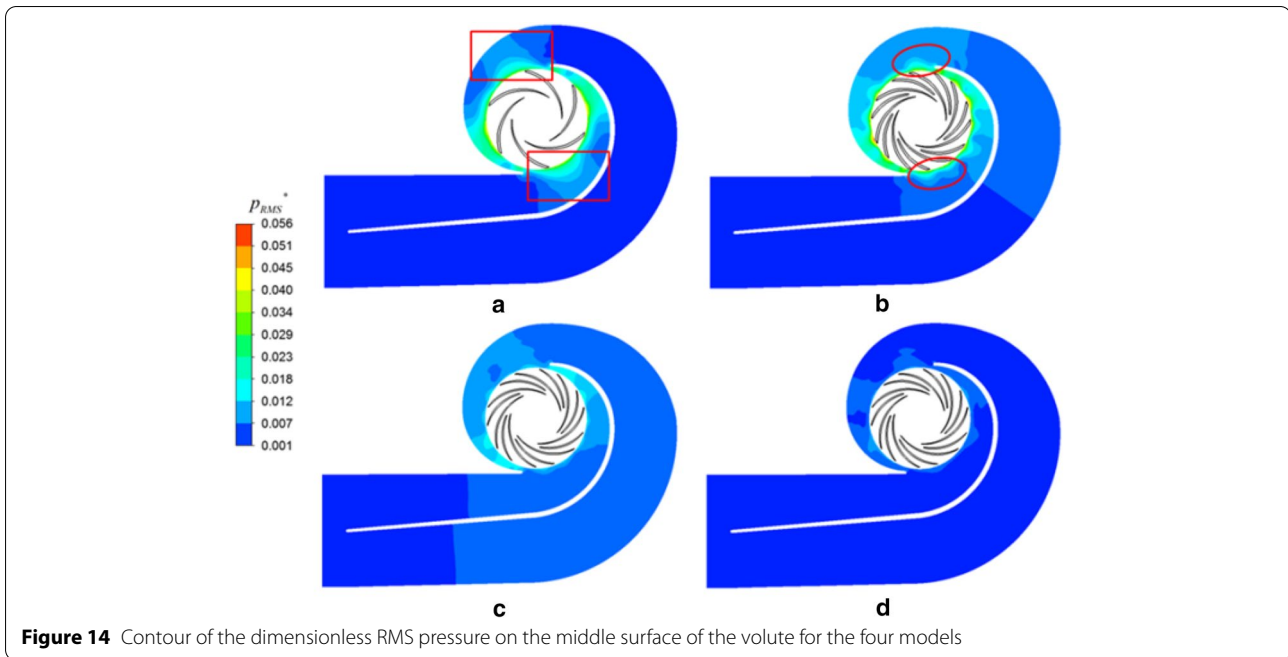 a
b
p_RMS*
0.056
0.051
0.045
0.040
0.034
0.029
0.023
0.018
0.012
0.007
0.001
c
d
Figure 14 Contour of the dimensionless RMS pressure on the middle surface of the volute for the four models